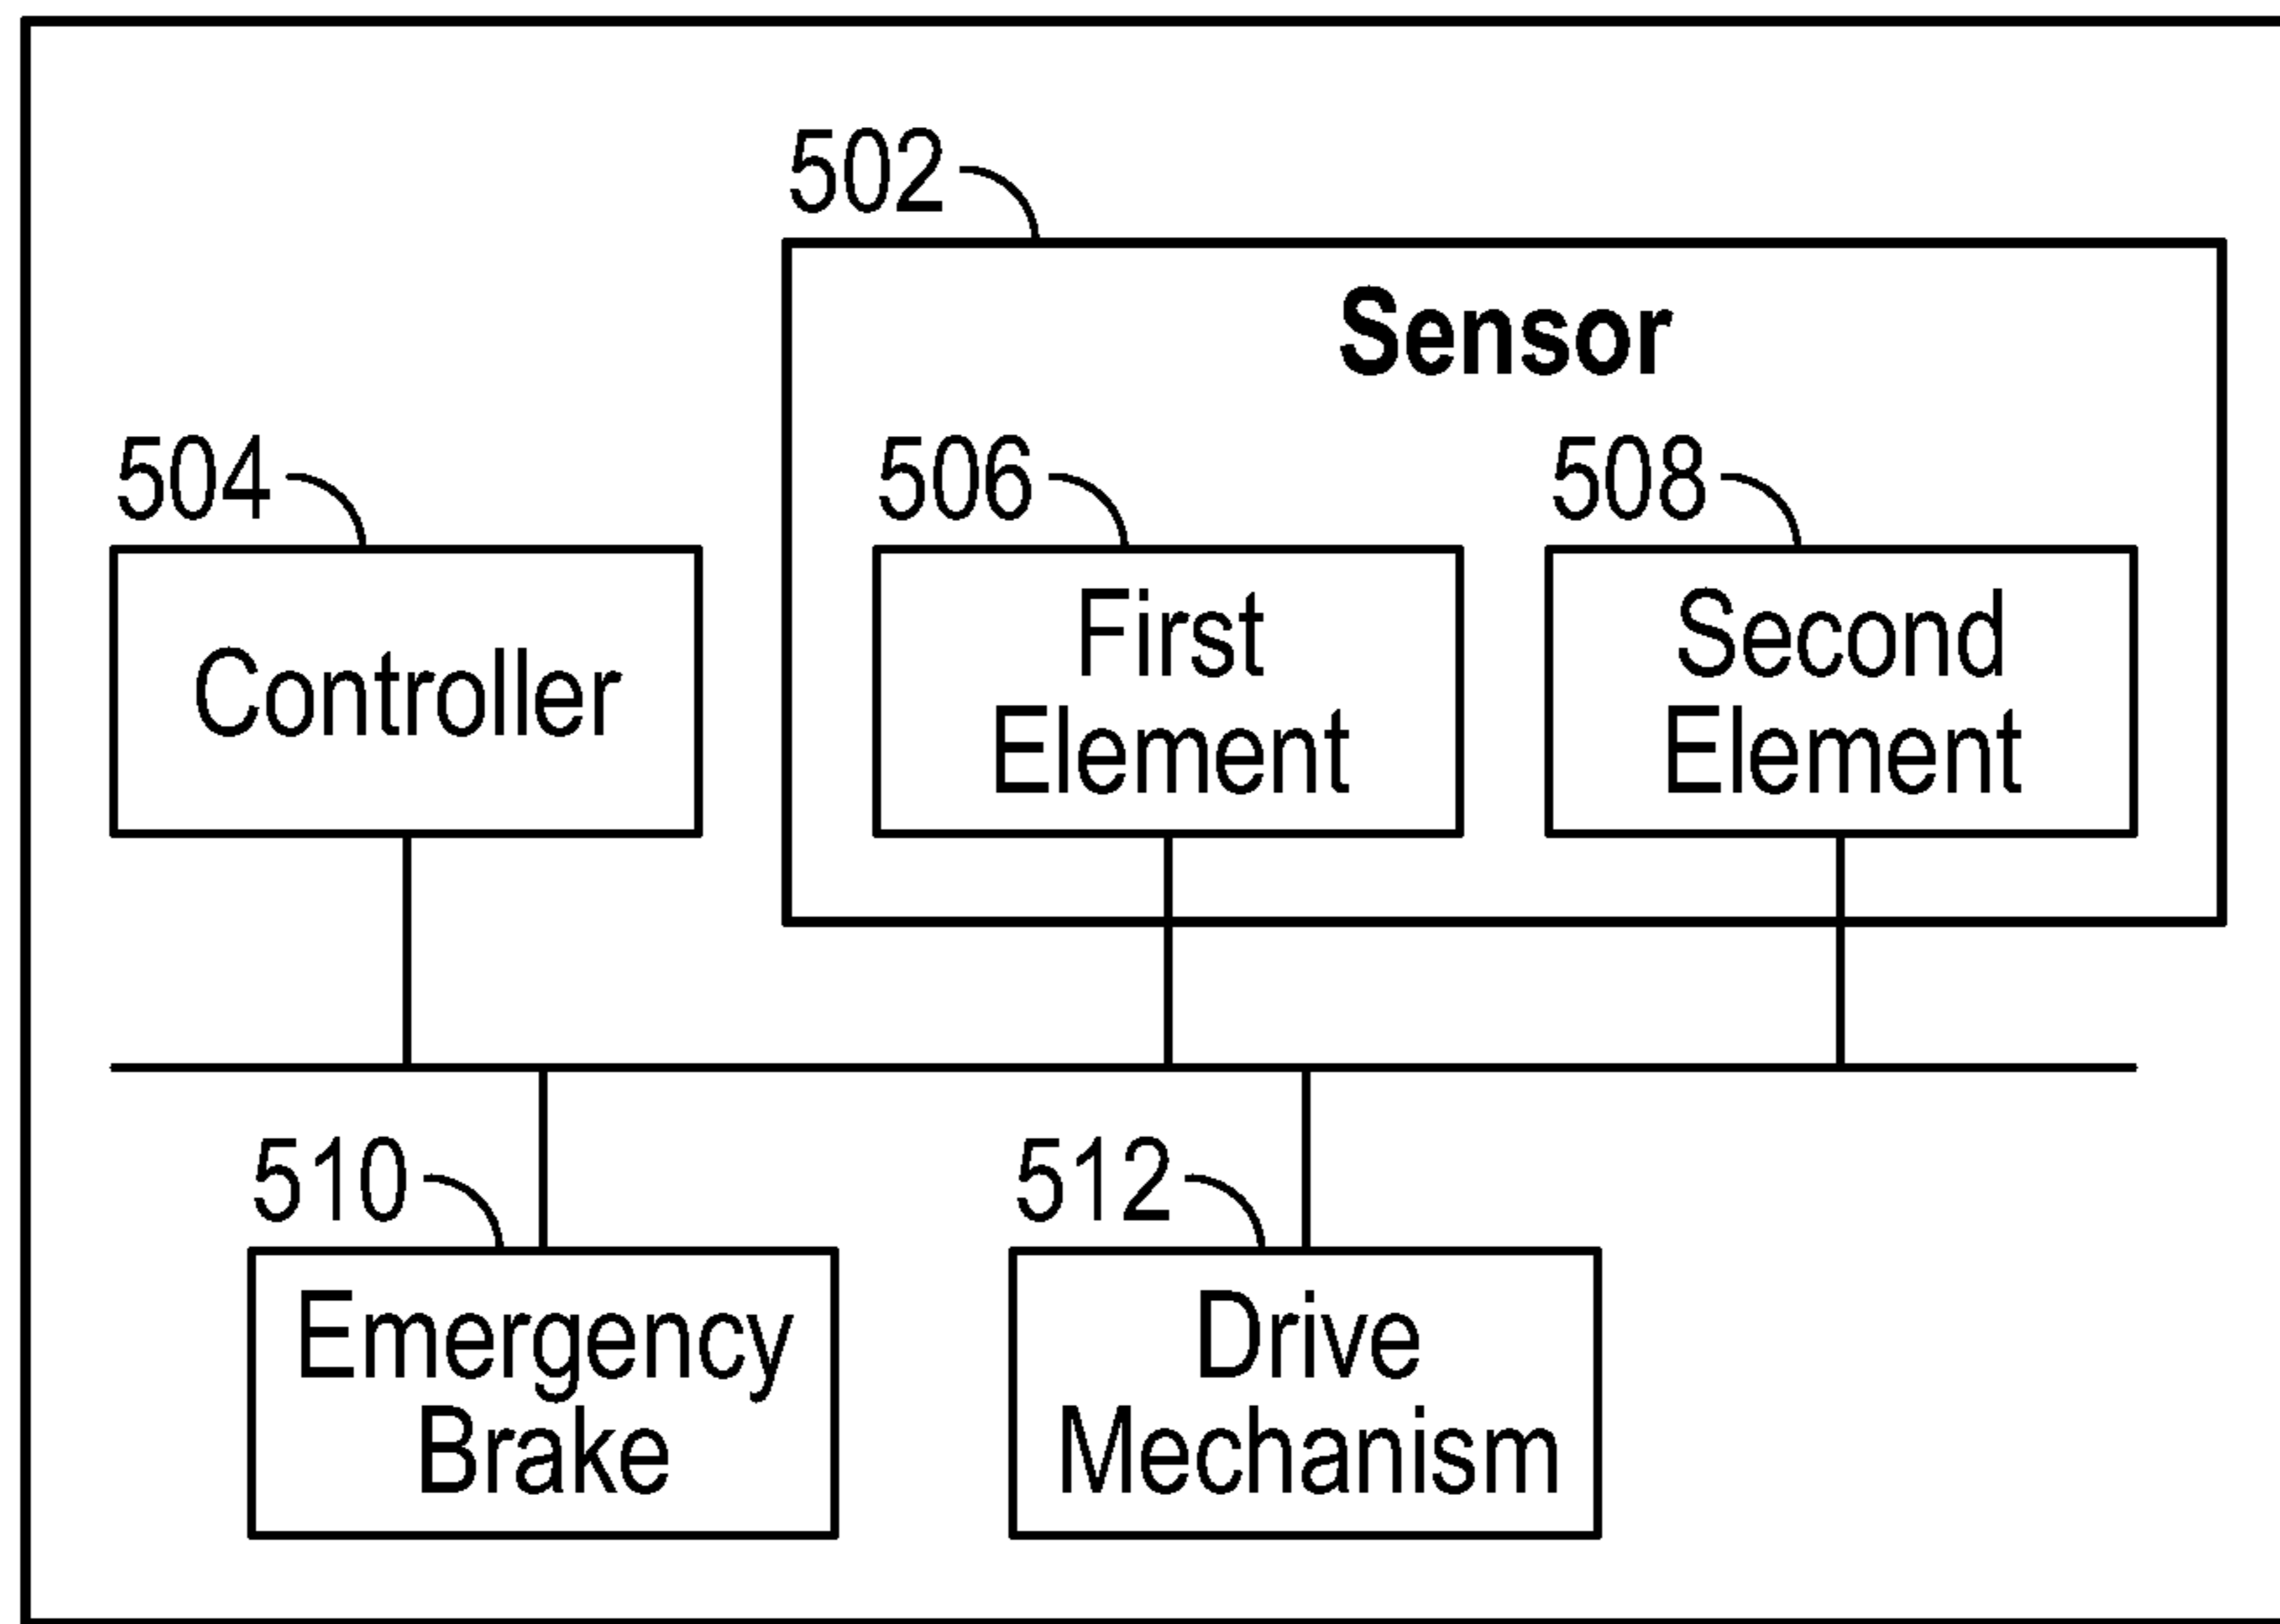 502
Sensor
504
506
508
Controller
First
Element
Second
Element
510
512
Emergency
Brake
Drive
Mechanism